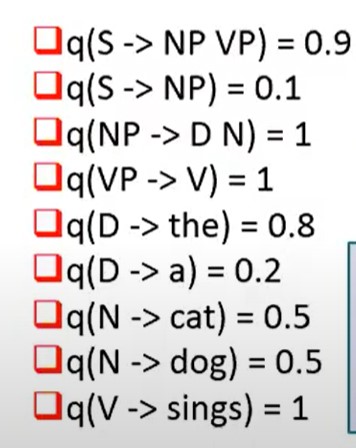 q(S -> NP VP) = 0.9
q(S -> NP) = 0.1
q(NP -> D N) = 1
q(VP -> V) = 1
q(D -> the) = 0.8
q(D -> a) = 0.2
q(N -> cat) = 0.5
q(N -> dog) = 0.5
q(V -> sings) = 1